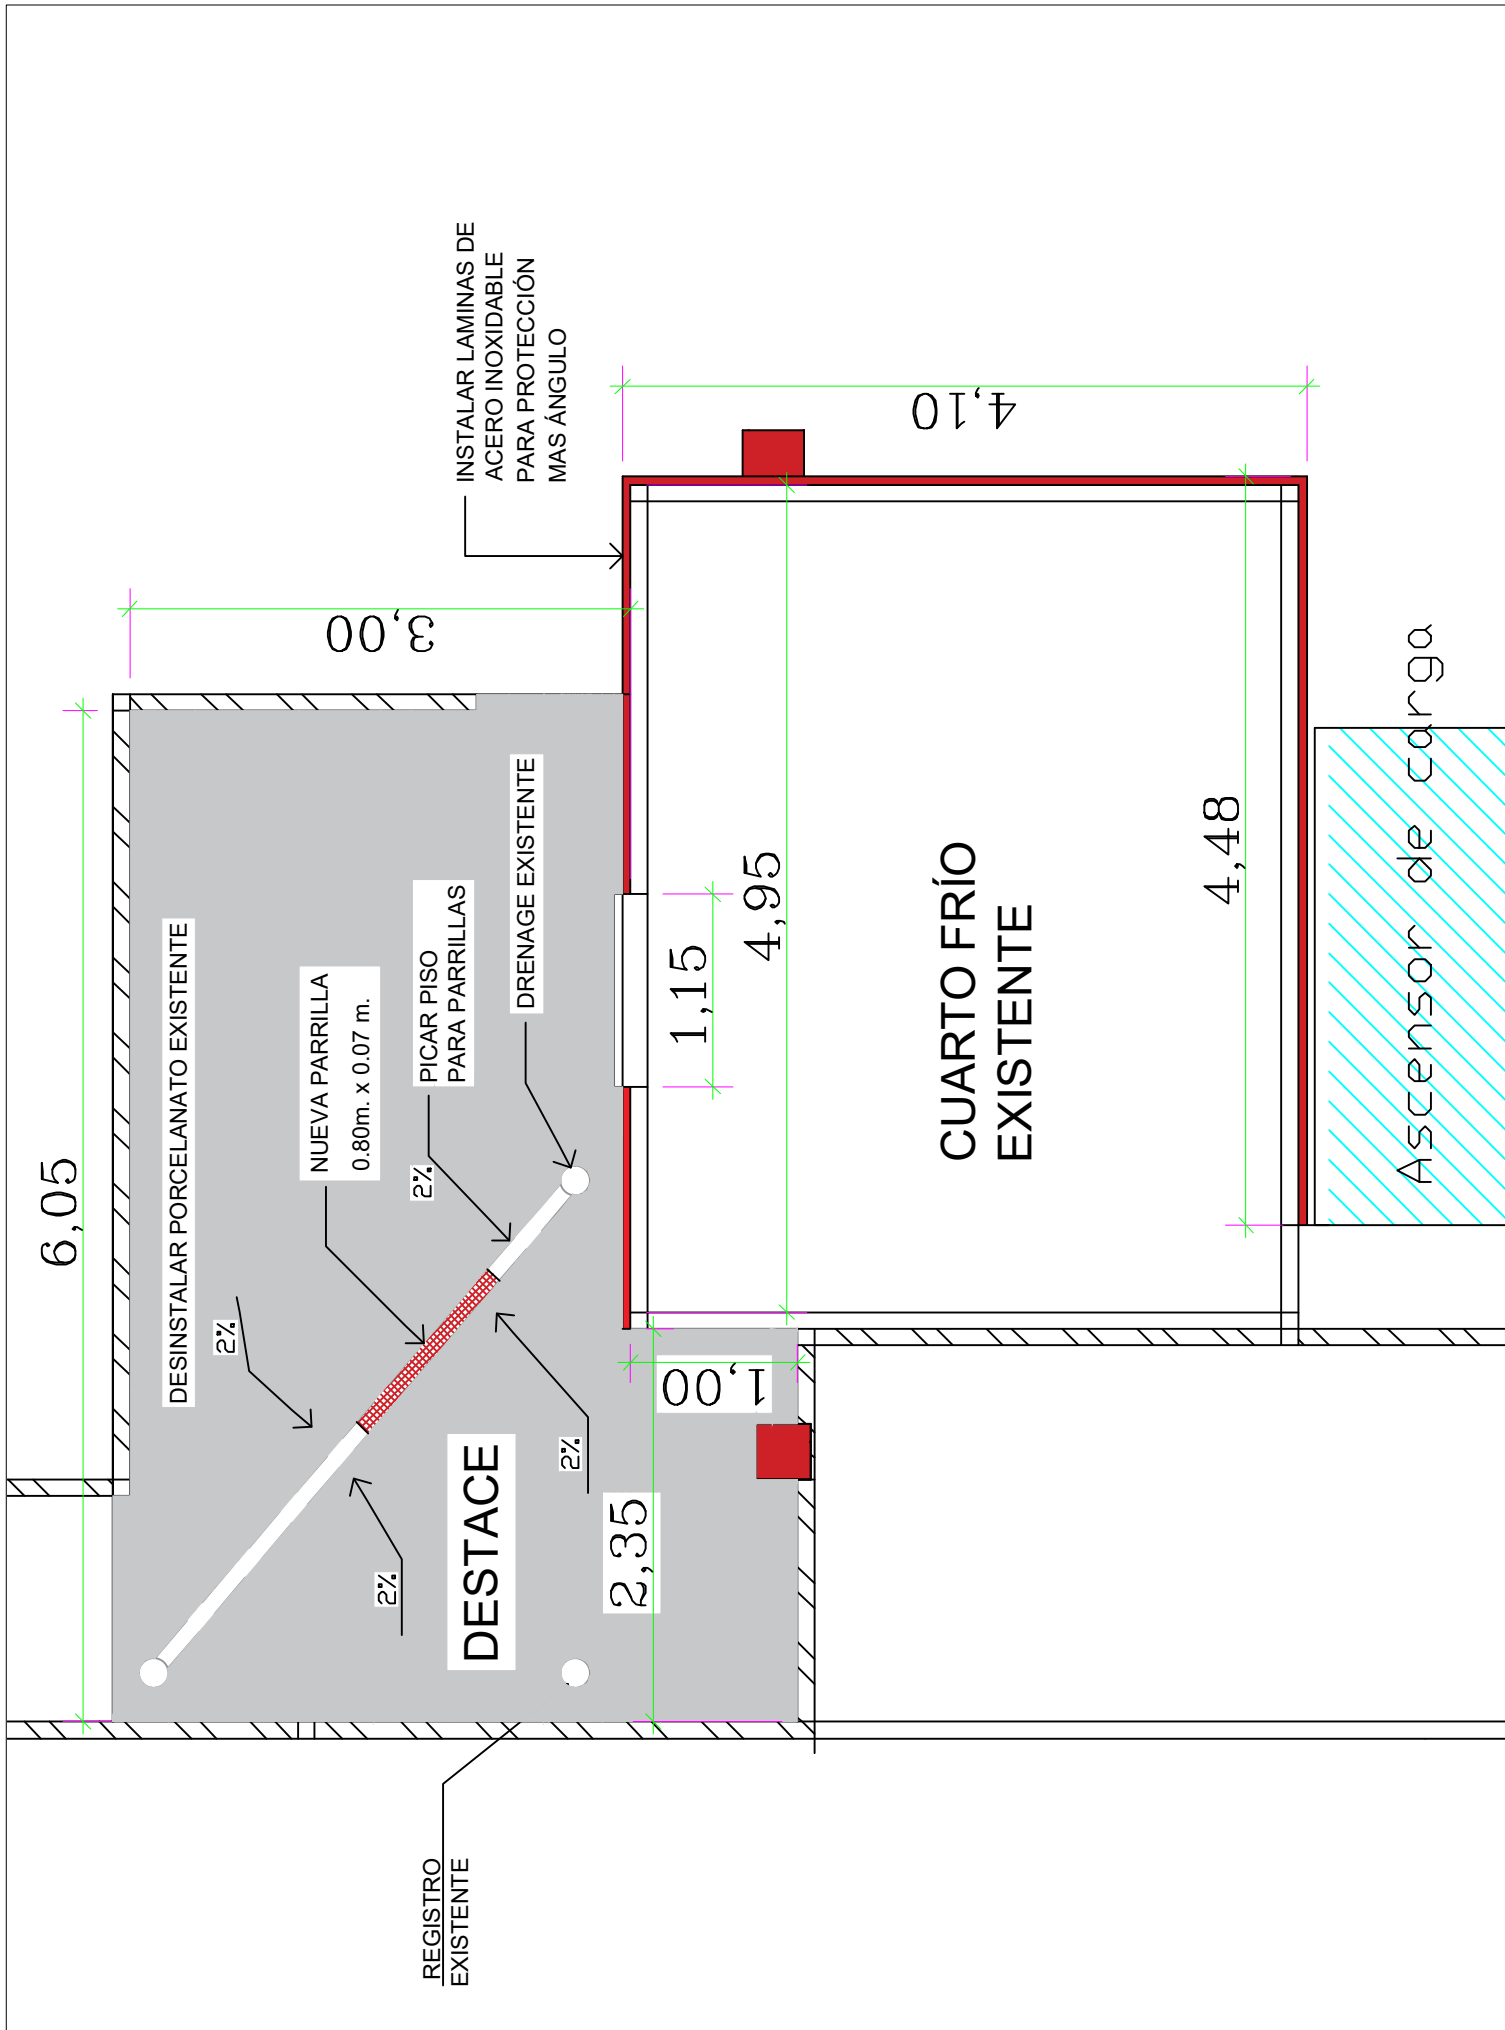 6,05
DESINSTALAR PORCELANATO EXISTENTE
2%
NUEVA PARRILLA
0.80m. x 0.07 m.
3,00
PICAR PISO
PARA PARRILLAS
2%
2%
DRENAGE EXISTENTE
INSTALAR LAMINAS DE
ACERO INOXIDABLE
PARA PROTECCIÓN
MAS ÁNGULO
REGISTRO
EXISTENTE
DESTACE
2%
2,35
1,00
1,15
4,95
4,10
CUARTO FRÍO
EXISTENTE
4,48
Ascensor de carga